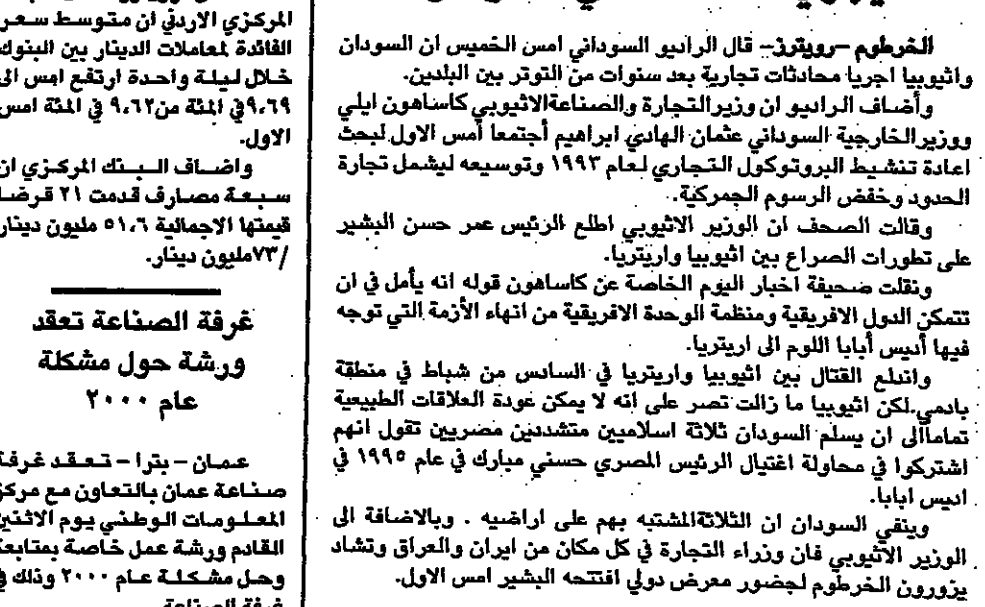 الخرطوم –رويترز– قال الراديو السوداني امس الخميس ان السودان
واثيوبيا اجريا محادثات تجارية بعد سنوات من التوتر بين البلدين.
وأضاف الراديو ان وزيرالتجارة والصناعةالاثيوبي كاساهون ايلي
ووزير الخارجية السوداني عثمان الهادي ابراهيم أجتمعا أمس الاول لبحث
اعادة تنشيط البروتوكول التجاري لعام ١٩٩٣ وتوسيعه ليشمل تجارة
الحدود وخفض الرسوم الجمركية.
وقالت الصحف ان الوزير الاثيوبي اطلع الرئيس عمر حسن البشير
على تطورات الصراع بين اثيوبيا واريتريا.
ونقلت صحيفة اخبار اليوم الخاصة عن كاساهون قوله انه يأمل في ان
تتمكن الدول الافريقية ومنظمة الوحدة الافريقية من انهاء الأزمة التي توجه
فيها أديس أبابا اللوم الى اريتريا.
واندلع القتال بين اثيوبيا واريتريا في السادس من شباط في منطقة
بادمي.لكن اثيوبيا ما زالت تصر على انه لا يمكن عودة العلاقات الطبيعية
تماماًالى ان يسلم السودان ثلاثة اسلاميين متشددين مصريين تقول انهم
اشتركوا في محاولة اغتيال الرئيس المصري حسني مبارك في عام ١٩٩٥ في
اديس ابابا.
وينفي السودان ان الثلاثةالمشتبه بهم على اراضيه . وبالاضافة الى
الوزير الاثيوبي فان وزراء التجارة في كل مكان من ايران والعراق وتشاد
يزورون الخرطوم لحضور معرض دولي افتتحه البشير امس الاول.
المركزي الاردني ان متوسط سعر
الفائدة لمعاملات الدينار بين البنوك
خلال ليلة واحدة ارتفع امس الى
٩،٦٩في المئة من٩،٦٢ في المئة امس
الاول.
واضاف البنك المركزي ان
سبعة مصارف قدمت ٢١ قرضا
قيمتها الاجمالية ٥١،٦ مليون دينار
/٧٣مليون دينار.
غرفة الصناعة تعقد
ورشة حول مشكلة
عام ٢٠٠٠
عمان – بترا – تعقد غرفة
صناعة عمان بالتعاون مع مركز
المعلومات الوطني يوم الاثنين
القادم ورشة عمل خاصة بمتابعة
وحل مشكلة عام ٢٠٠٠ وذلك في
غرفة الصناعة